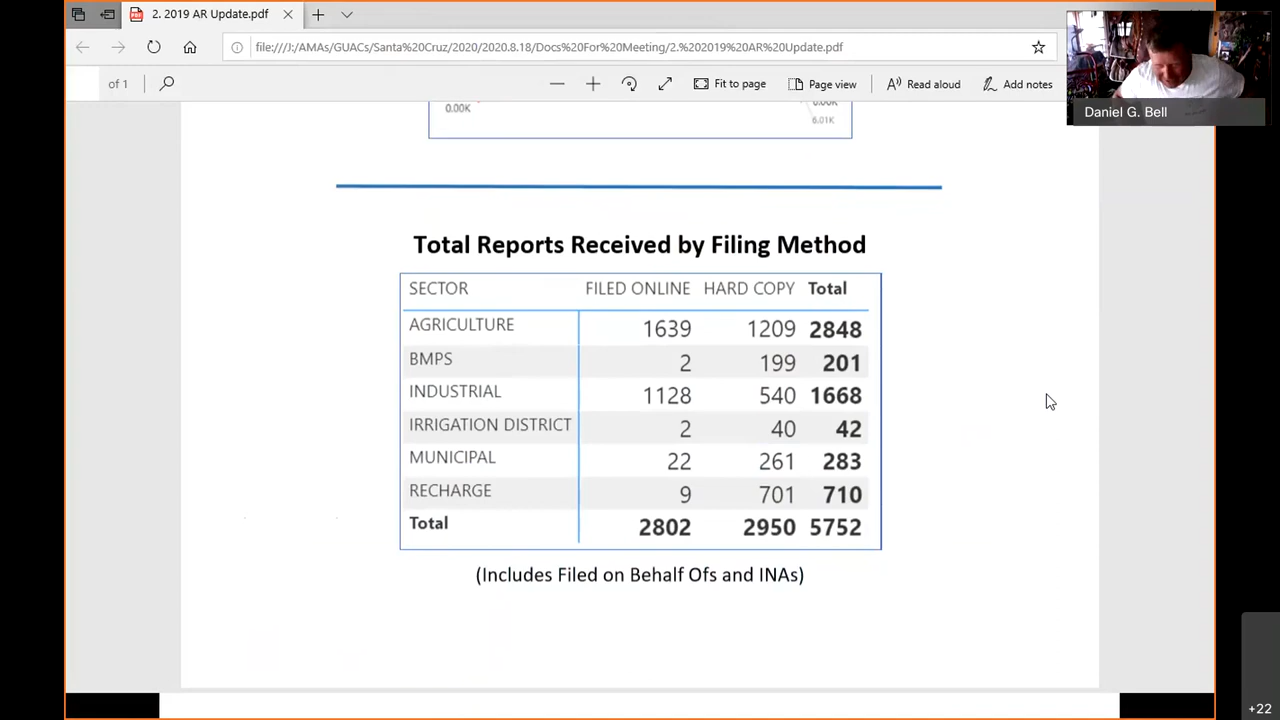 2. 2019 AR Update.pdf
file:///J:/AMAs/GUACs/Santa%20Cruz/2020/2020.8.18/Docs%20For%20Meeting/2.%202019%20AR%20Update.pdf
of 1
Fit to page
Page view
Read aloud
Add notes
Daniel G. Bell
0.00K
6.01K
Total Reports Received by Filing Method
SECTOR FILED ONLINE HARD COPY Total
AGRICULTURE 1639 1209 2848
BMPS 2 199 201
INDUSTRIAL 1128 540 1668
IRRIGATION DISTRICT 2 40 42
MUNICIPAL 22 261 283
RECHARGE 9 701 710
Total 2802 2950 5752
(Includes Filed on Behalf Ofs and INAs)
+22